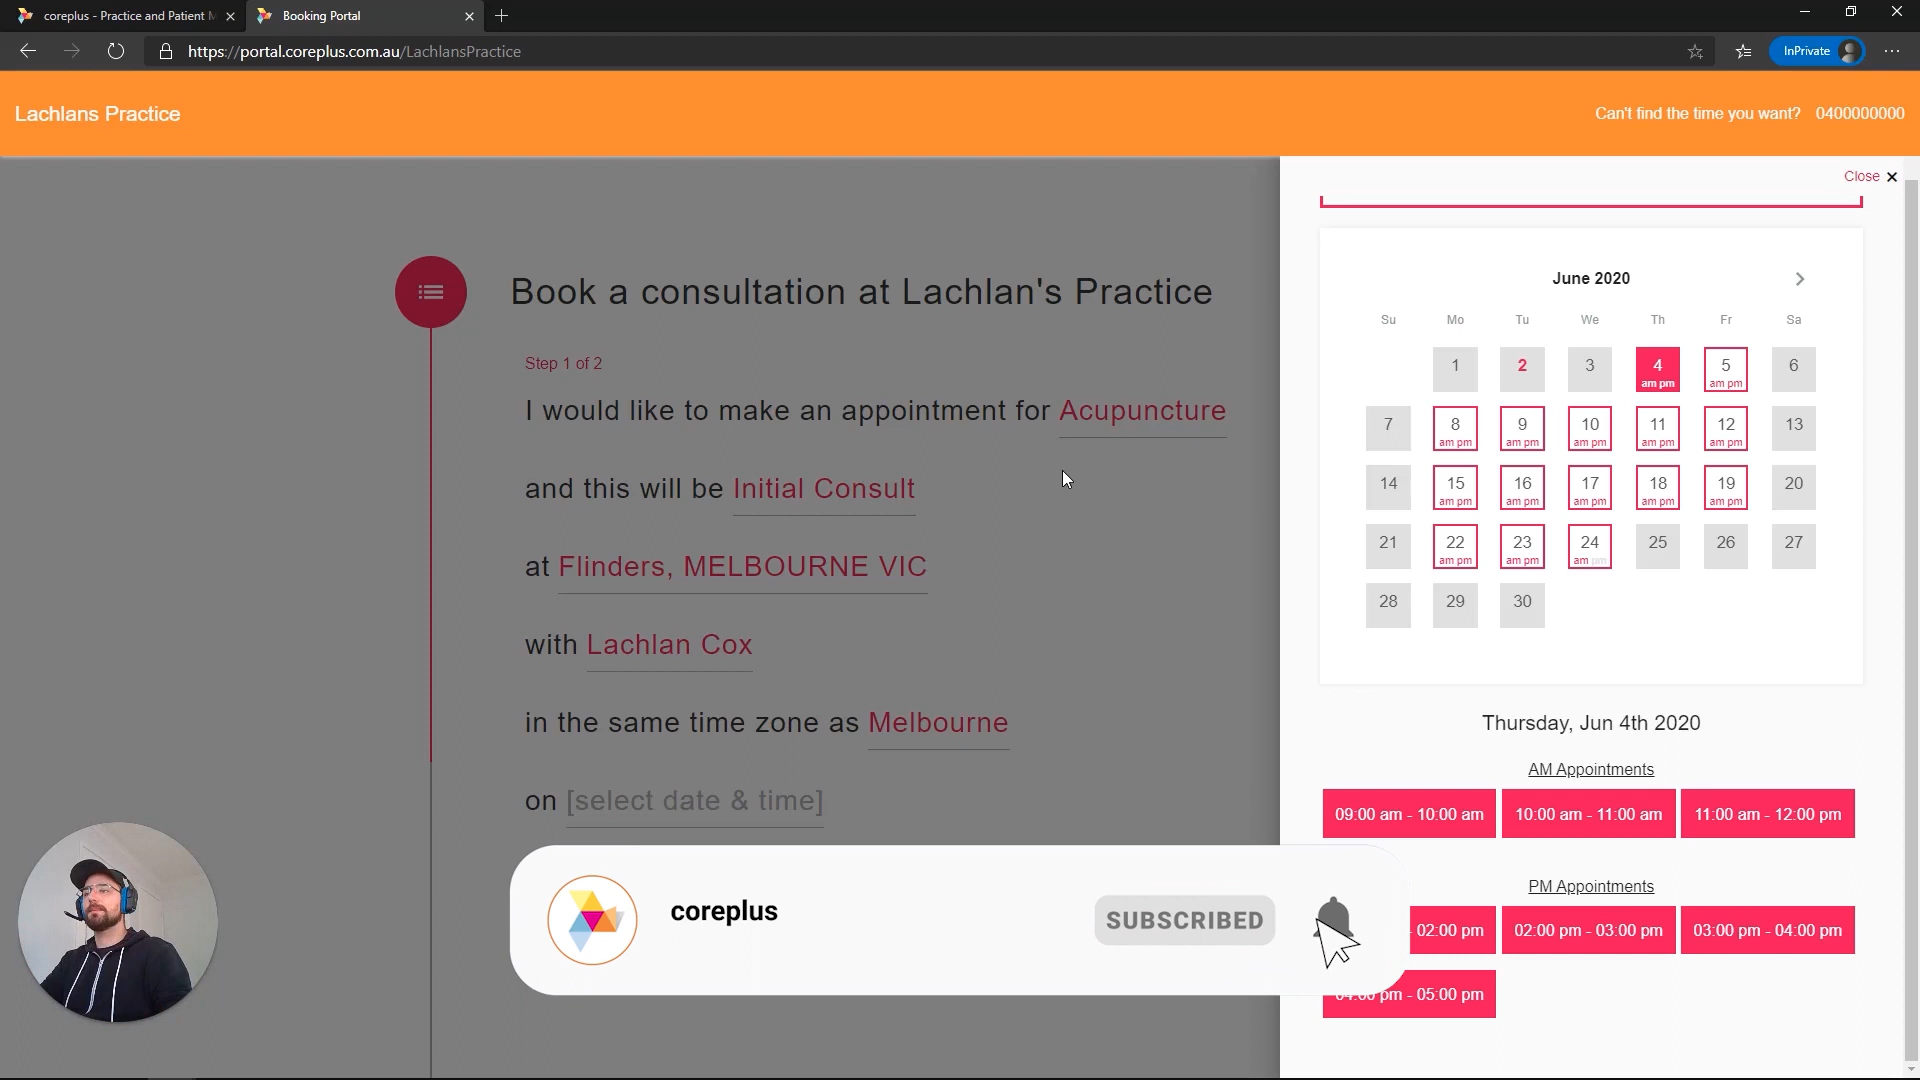 coreplus - Practice and Patient M
Booking Portal
https://portal.coreplus.com.au/LachlansPractice
InPrivate
Lachlans Practice
Can't find the time you want? 0400000000
Close
Book a consultation at Lachlan's Practice
Step 1 of 2
I would like to make an appointment for Acupuncture
and this will be Initial Consult
at Flinders, MELBOURNE VIC
with Lachlan Cox
in the same time zone as Melbourne
on [select date & time]
coreplus
SUBSCRIBED
June 2020
Su Mo Tu We Th Fr Sa
1 2 3 4 5 6
am pm am pm
7 8 9 10 11 12 13
am pm am pm am pm am pm am pm
14 15 16 17 18 19 20
am pm am pm am pm am pm am pm
21 22 23 24 25 26 27
am pm am pm am pm
28 29 30
Thursday, Jun 4th 2020
AM Appointments
09:00 am - 10:00 am 10:00 am - 11:00 am 11:00 am - 12:00 pm
PM Appointments
- 02:00 pm 02:00 pm - 03:00 pm 03:00 pm - 04:00 pm
04:00 pm - 05:00 pm